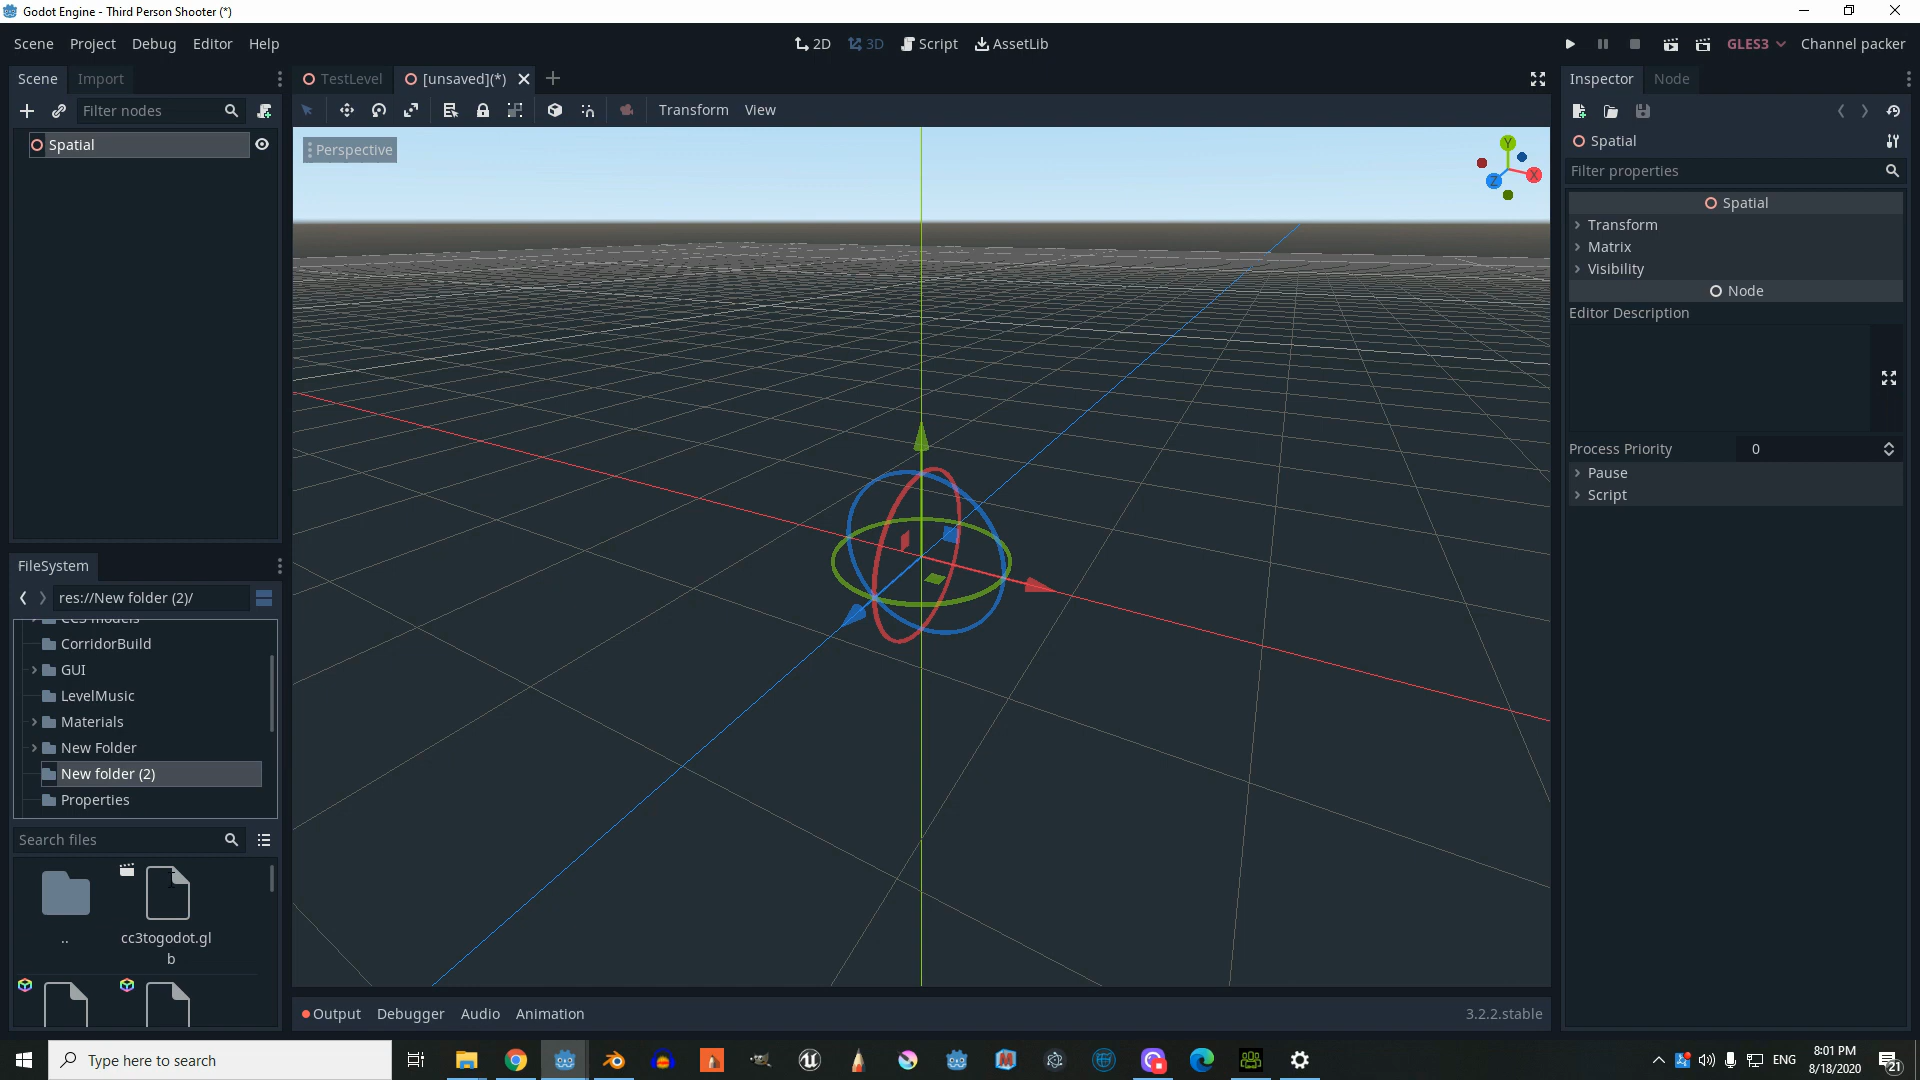 Godot Engine - Third Person Shooter (*)
Scene Project Debug Editor Help
2D 3D Script AssetLib
GLES3 Channel packer
Scene Import
TestLevel [unsaved](*)
Inspector Node
Filter nodes
Transform View
Spatial
Perspective
Y
X
Z
Spatial
Filter properties
Spatial
Transform
Matrix
Visibility
Node
Editor Description
Process Priority 0
Pause
Script
FileSystem
res://New folder (2)/
CC3 models
CorridorBuild
GUI
LevelMusic
Materials
New Folder
New folder (2)
Properties
Search files
..
cc3togodot.gl
b
Output Debugger Audio Animation
3.2.2.stable
Type here to search
ENG
8:01 PM
8/18/2020
21